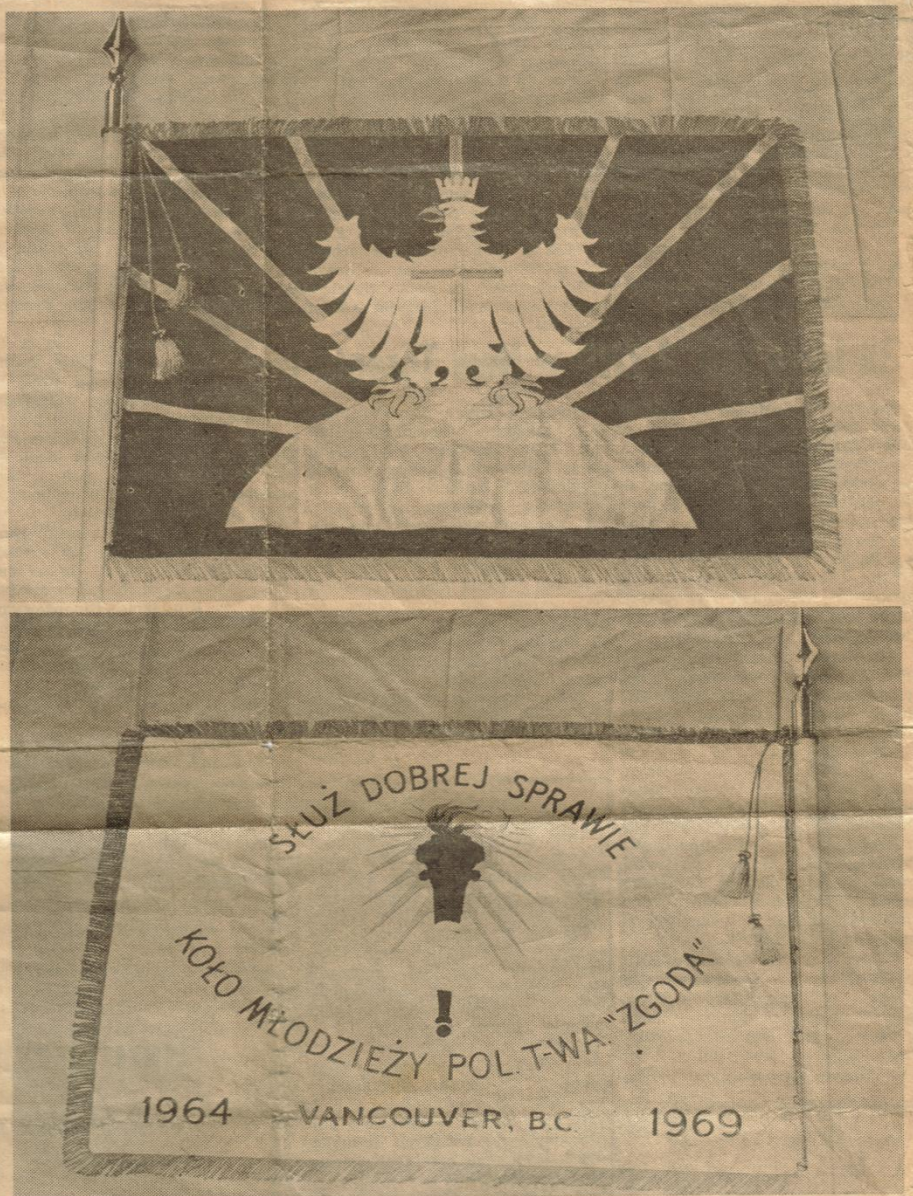 SŁUŻ DOBREJ SPRAWIE
!
KOŁO MŁODZIEŻY POL. T-WA. "ZGODA"
1964 VANCOUVER, B.C. 1969